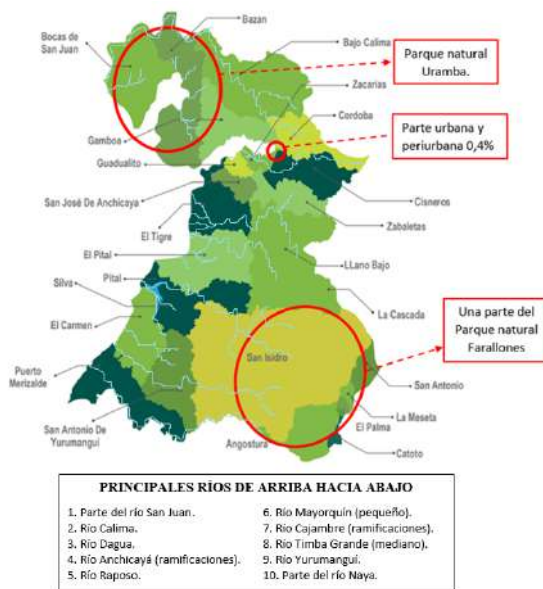 Bazan
Bocas de
San Juan
Bajo Calima
Parque natural
Uramba.
Zacarias
Cordoba
Parte urbana y
periurbana 0,4%
Gamboa
Guadualito
Cisneros
San José De Anchicaya
Zabaletas
El Tigre
El Pital
LLano Bajo
Pital
Silva
La Cascada
Una parte del
Parque natural
Farallones
El Carmen
San Isidro
Puerto
Merizalde
San Antonio
La Meseta
San Antonio De
Yurumanguí
El Palma
Angostura
Catoto
PRINCIPALES RÍOS DE ARRIBA HACIA ABAJO
1. Parte del río San Juan.
2. Río Calima.
3. Río Dagua.
4. Río Anchicayá (ramificaciones).
5. Río Raposo.
6. Río Mayorquín (pequeño).
7. Río Cajambre (ramificaciones).
8. Río Timba Grande (mediano).
9. Río Yurumanguí.
10. Parte del río Naya.